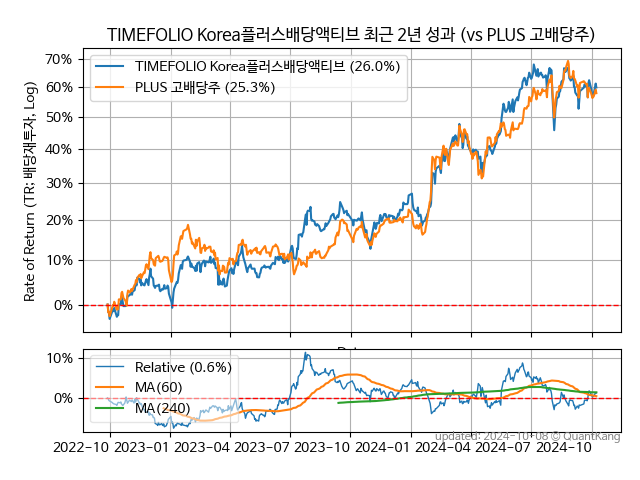 TIMEFOLIO Korea플러스배당액티브 최근 2년 성과 (vs PLUS 고배당주)
Rate of Return (TR: 배당재투자, Log)
70%
60%
50%
40%
30%
20%
10%
0%
TIMEFOLIO Korea플러스배당액티브 (26.0%)
PLUS 고배당주 (25.3%)
10%
0%
Relative (0.6%)
MA(60)
MA(240)
updated: 2024-10-08 © QuantKang
2022-10 2023-01 2023-04 2023-07 2023-10 2024-01 2024-04 2024-07 2024-10